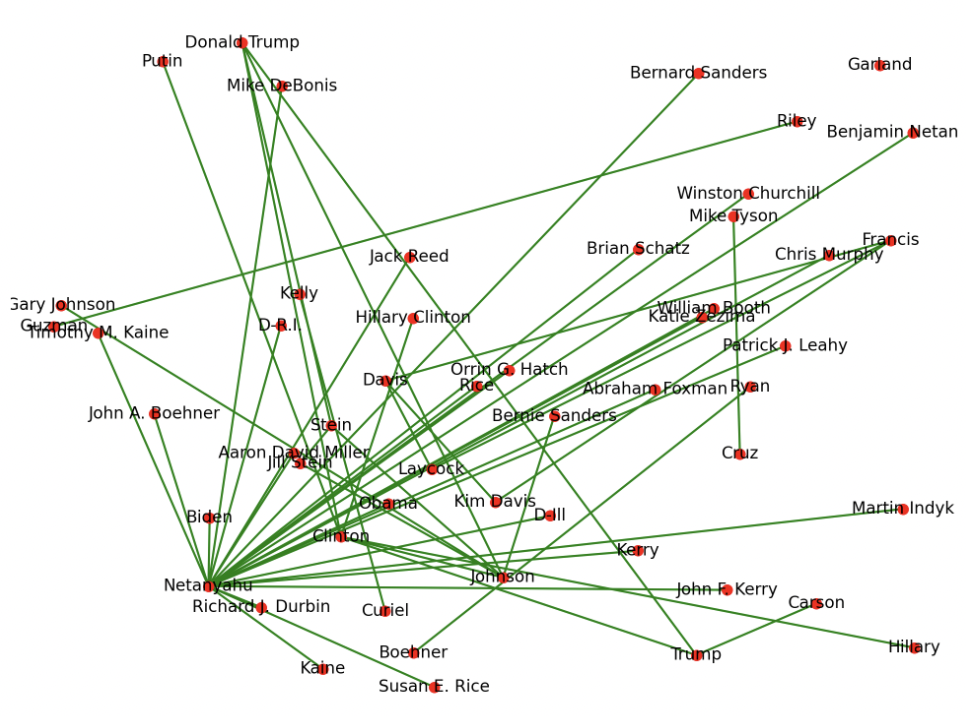 Donald Trump
Putin
Mike DeBonis
Bernard Sanders
Garland
Riley
Benjamin Netan
Winston Churchill
Mike Tyson
Francis
Brian Schatz
Chris Murphy
Jack Reed
Kelly
Gary Johnson
William Booth
Katie Zezima
Hillary Clinton
D-R.I.
Guzman
Timothy M. Kaine
Patrick J. Leahy
Orrin G. Hatch
Davis
Rice
Abraham Foxman
Ryan
John A. Boehner
Bernie Sanders
Stein
Aaron David Miller
Jill Stein
Cruz
Laycock
Obama
Kim Davis
Martin Indyk
Biden
D-Ill
Clinton
Kerry
Johnson
Netanyahu
John F. Kerry
Richard J. Durbin
Curiel
Carson
Hillary
Boehner
Trump
Kaine
Susan E. Rice